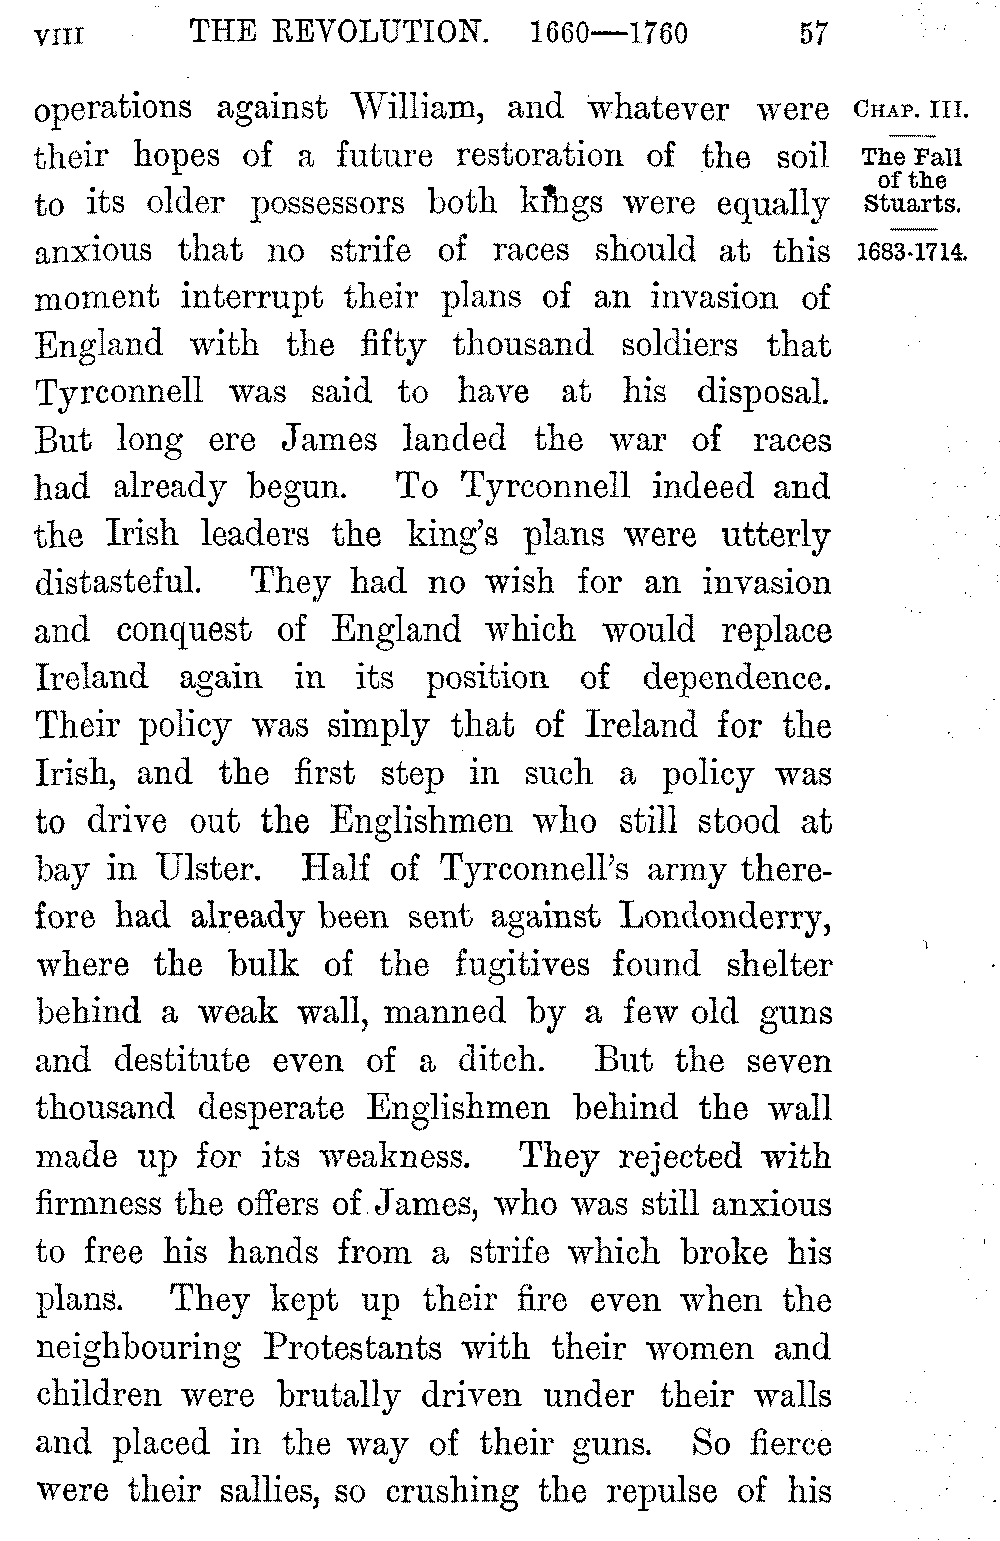 VIII THE REVOLUTION. 1660—1760 57
operations against William, and whatever were
their hopes of a future restoration of the soil
to its older possessors both kings were equally
anxious that no strife of races should at this
moment interrupt their plans of an invasion of
England with the fifty thousand soldiers that
Tyrconnell was said to have at his disposal.
But long ere James landed the war of races
had already begun. To Tyrconnell indeed and
the Irish leaders the king's plans were utterly
distasteful. They had no wish for an invasion
and conquest of England which would replace
Ireland again in its position of dependence.
Their policy was simply that of Ireland for the
Irish, and the first step in such a policy was
to drive out the Englishmen who still stood at
bay in Ulster. Half of Tyrconnell's army there-
fore had already been sent against Londonderry,
where the bulk of the fugitives found shelter
behind a weak wall, manned by a few old guns
and destitute even of a ditch. But the seven
thousand desperate Englishmen behind the wall
made up for its weakness. They rejected with
firmness the offers of James, who was still anxious
to free his hands from a strife which broke his
plans. They kept up their fire even when the
neighbouring Protestants with their women and
children were brutally driven under their walls
and placed in the way of their guns. So fierce
were their sallies, so crushing the repulse of his
CHAP. III.
The Fall
of the
Stuarts.
1683-1714.